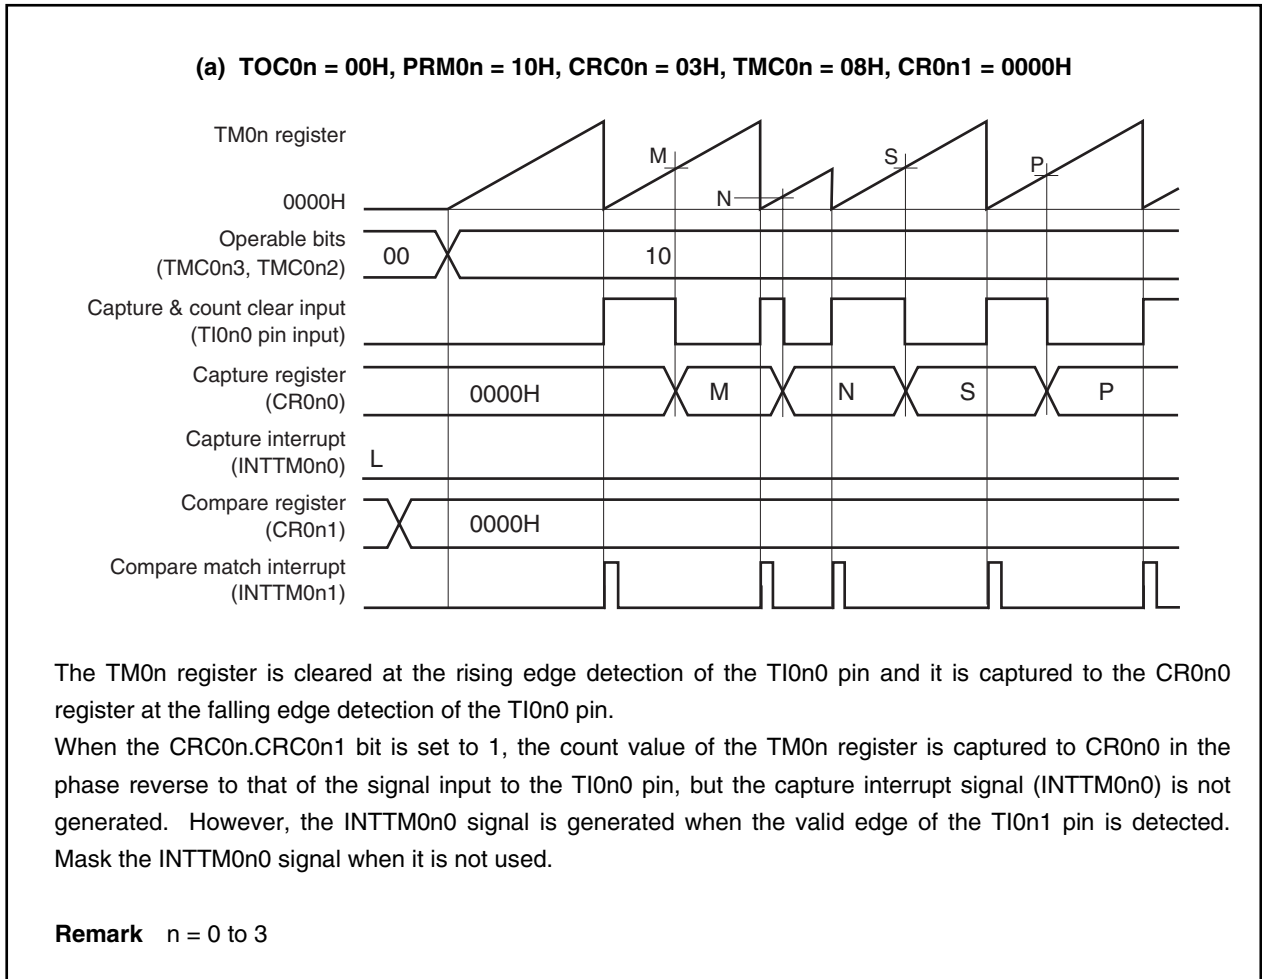 (a) TOC0n = 00H, PRM0n = 10H, CRC0n = 03H, TMC0n = 08H, CR0n1 = 0000H
TM0n register
M
S
P
N
0000H
Operable bits
(TMC0n3, TMC0n2)
00
10
Capture & count clear input
(TI0n0 pin input)
Capture register
(CR0n0)
0000H
M
N
S
P
Capture interrupt
(INTTM0n0)
L
Compare register
(CR0n1)
0000H
Compare match interrupt
(INTTM0n1)
The TM0n register is cleared at the rising edge detection of the TI0n0 pin and it is captured to the CR0n0
register at the falling edge detection of the TI0n0 pin.
When the CRC0n.CRC0n1 bit is set to 1, the count value of the TM0n register is captured to CR0n0 in the
phase reverse to that of the signal input to the TI0n0 pin, but the capture interrupt signal (INTTM0n0) is not
generated. However, the INTTM0n0 signal is generated when the valid edge of the TI0n1 pin is detected.
Mask the INTTM0n0 signal when it is not used.
Remark n = 0 to 3